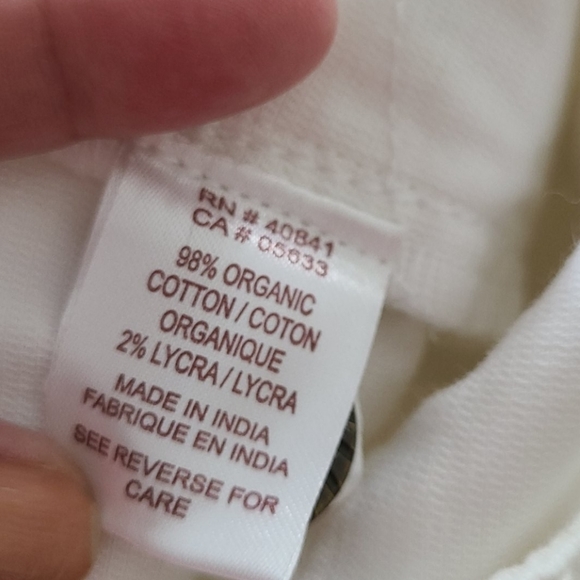 RN # 40841
CA # 05633
98% ORGANIC
COTTON / COTON
ORGANIQUE
2% LYCRA / LYCRA
MADE IN INDIA
FABRIQUE EN INDIA
SEE REVERSE FOR
CARE